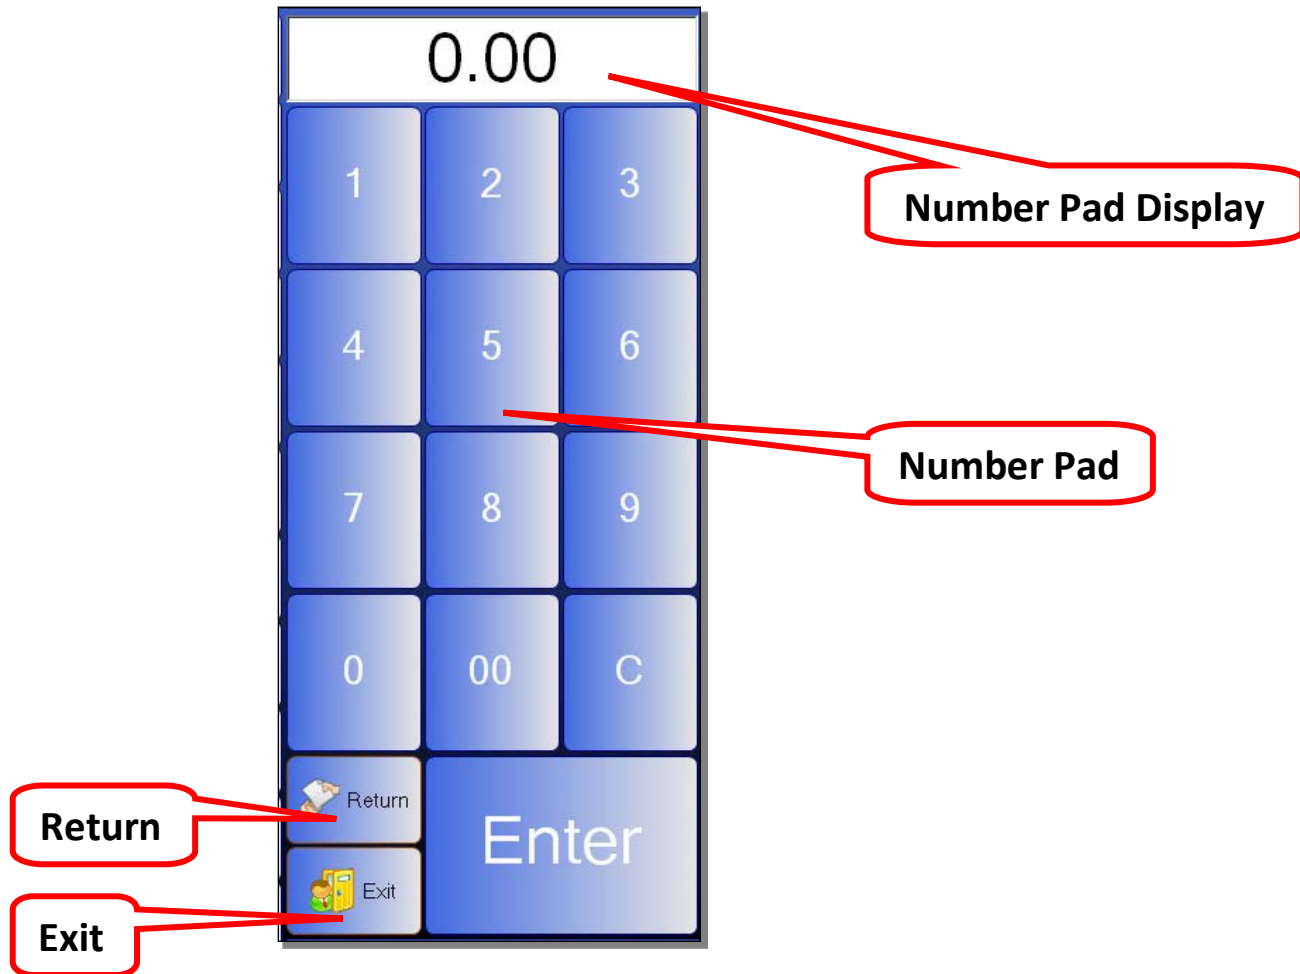 0.00
1 2 3
Number Pad Display
4 5 6
Number Pad
7 8 9
0 00 C
Return
Return
Enter
Exit
Exit